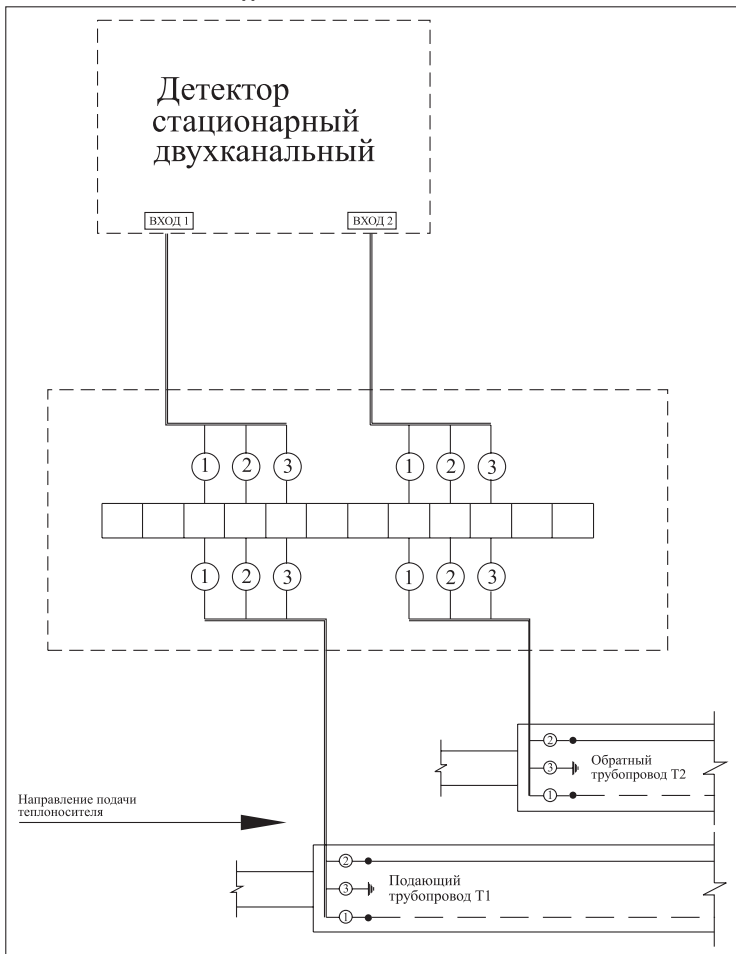 Детектор
стационарный
двухканальный
ВХОД 1
ВХОД 2
1 2 3 1 2 3
1 2 3 1 2 3
2
3
1
Обратный
трубопровод Т2
Направление подачи
теплоносителя
2
3
1
Подающий
трубопровод Т1